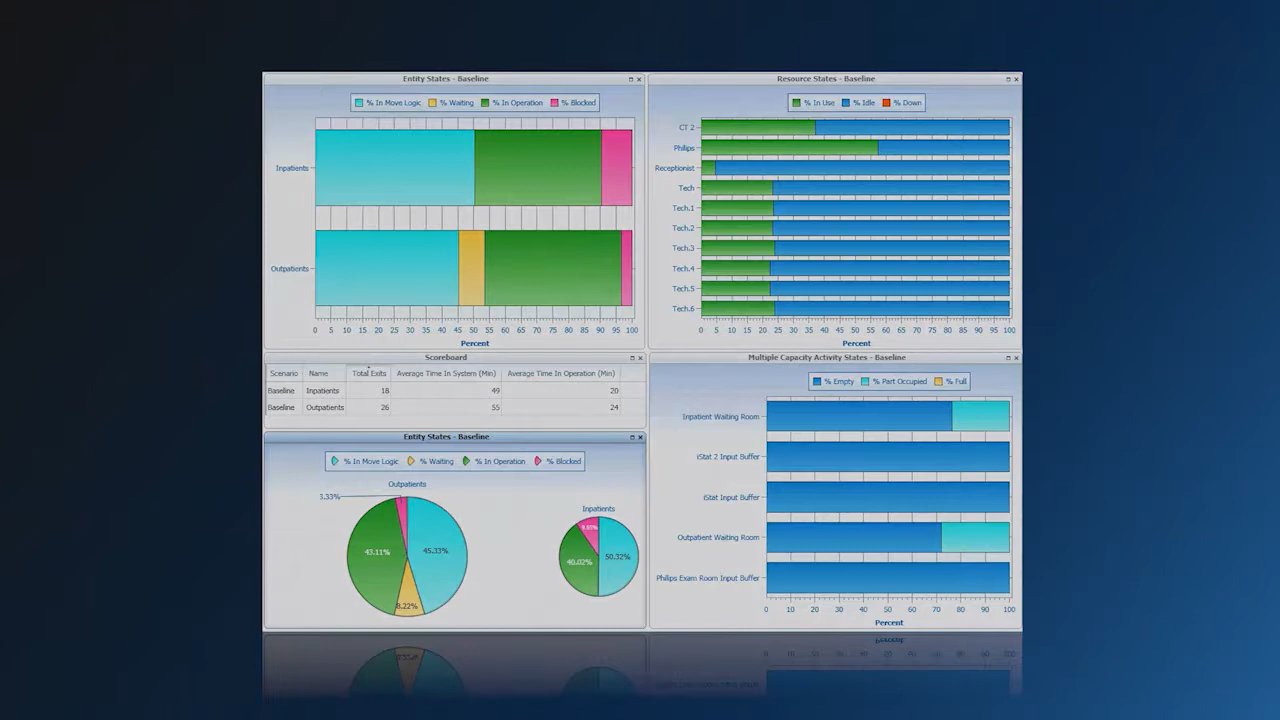 Entity States - Baseline
% In Move Logic % Waiting % In Operation % Blocked
Inpatients
Outpatients
0 5 10 15 20 25 30 35 40 45 50 55 60 65 70 75 80 85 90 95 100
Percent
Resource States - Baseline
% In Use % Idle % Down
CT 2
Philips
Receptionist
Tech
Tech.1
Tech.2
Tech.3
Tech.4
Tech.5
Tech.6
0 5 10 15 20 25 30 35 40 45 50 55 60 65 70 75 80 85 90 95 100
Percent
Scoreboard
Scenario Name Total Exits Average Time In System (Min) Average Time In Operation (Min)
Baseline Inpatients 18 49 20
Baseline Outpatients 26 55 24
Entity States - Baseline
% In Move Logic % Waiting % In Operation % Blocked
Outpatients
3.33%
43.11%
45.33%
8.22%
Inpatients
50.32%
40.02%
Multiple Capacity Activity States - Baseline
% Empty % Part Occupied % Full
Inpatient Waiting Room
iStat 2 Input Buffer
iStat Input Buffer
Outpatient Waiting Room
Philips Exam Room Input Buffer
0 10 20 30 40 50 60 70 80 90 100
Percent